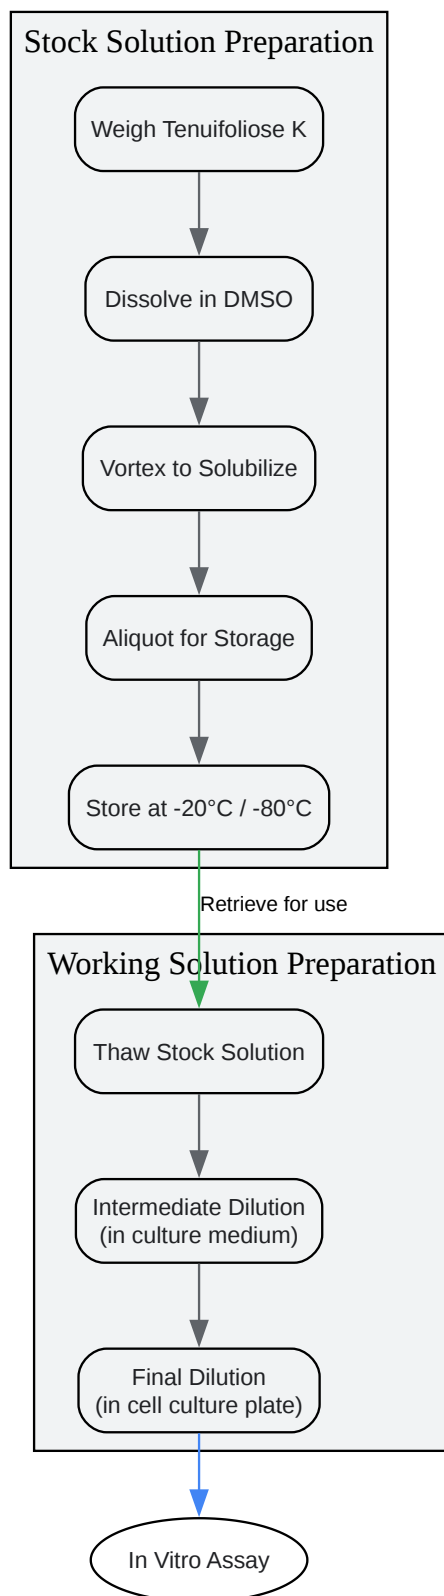 Stock Solution Preparation
Weigh Tenuifoliose K
Dissolve in DMSO
Vortex to Solubilize
Aliquot for Storage
Store at -20°C / -80°C
Retrieve for use
Working Solution Preparation
Thaw Stock Solution
Intermediate Dilution
(in culture medium)
Final Dilution
(in cell culture plate)
In Vitro Assay